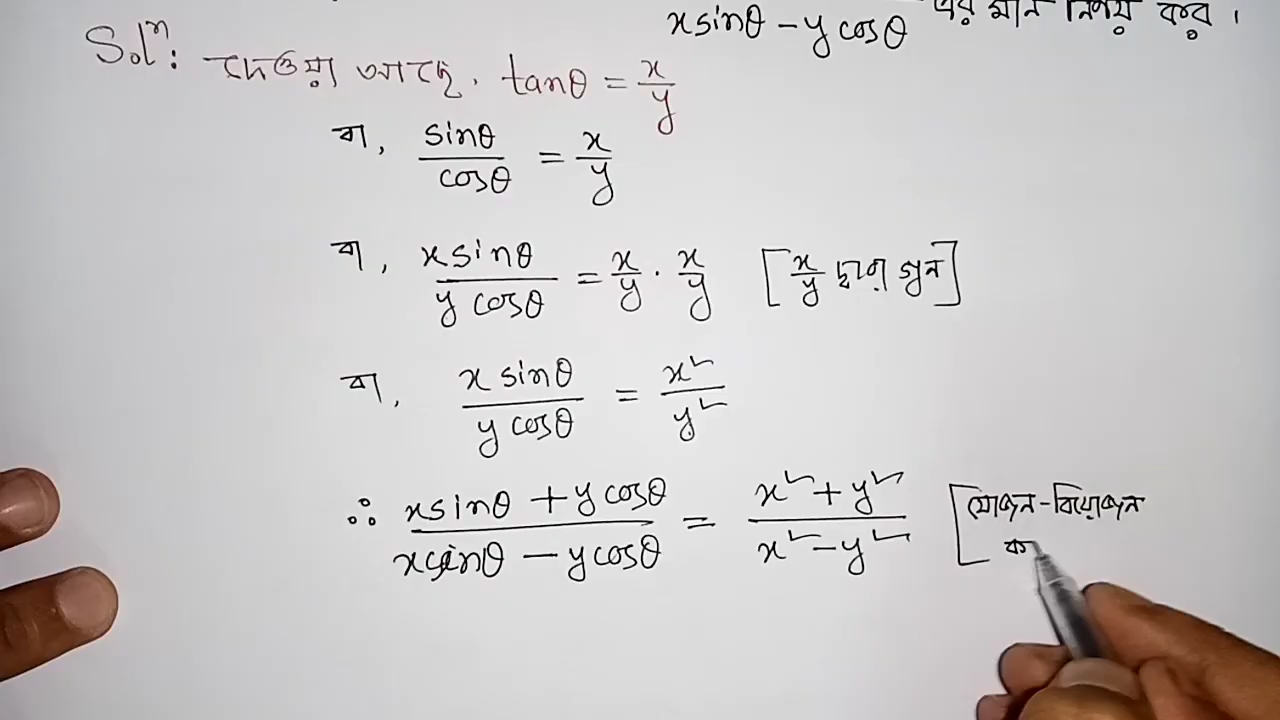 x sinθ - y cosθ এর মান নির্ণয় কর।
Solⁿ: দেওয়া আছে, tanθ = x/y
বা, sinθ/cosθ = x/y
বা, x sinθ / y cosθ = x/y · x/y [x/y দ্বারা গুন]
বা, x sinθ / y cosθ = x²/y²
∴ x sinθ + y cosθ / x sinθ - y cosθ = x² + y² / x² - y² [যোজন-বিয়োজন
ক